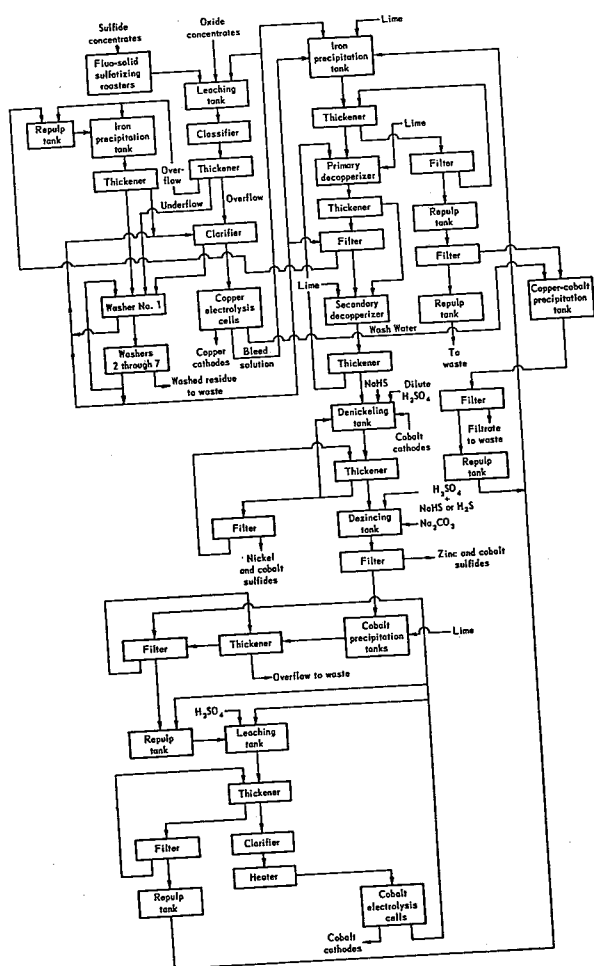 Sulfide
concentrates
Oxide
concentrates
Lime
Fluo-solid
sulfatizing
roasters
Leaching
tank
Iron
precipitation
tank
Classifier
Thickener
Lime
Repulp
tank
Iron
precipitation
tank
Over-
flow
Thickener
Primary
decopperizer
Filter
Thickener
Underflow
Overflow
Thickener
Repulp
tank
Clarifier
Filter
Filter
Lime
Washer No. 1
Copper
electrolysis
cells
Secondary
decopperizer
Repulp
tank
Copper-cobalt
precipitation
tank
Wash Water
Washers
2 through 7
Copper
cathodes
Bleed
solution
Thickener
To
waste
Washed residue
to waste
NaHS
Dilute
H2SO4
Filter
Denickeling
tank
Cobalt
cathodes
Filtrate
to waste
Thickener
Repulp
tank
H2SO4
+
NaHS or H2S
Filter
Dezincing
tank
Na2CO3
Nickel
and cobalt
sulfides
Filter
Zinc and cobalt
sulfides
Filter
Thickener
Cobalt
precipitation
tanks
Lime
Overflow to waste
H2SO4
Repulp
tank
Leaching
tank
Thickener
Filter
Clarifier
Heater
Repulp
tank
Cobalt
electrolysis
cells
Cobalt
cathodes